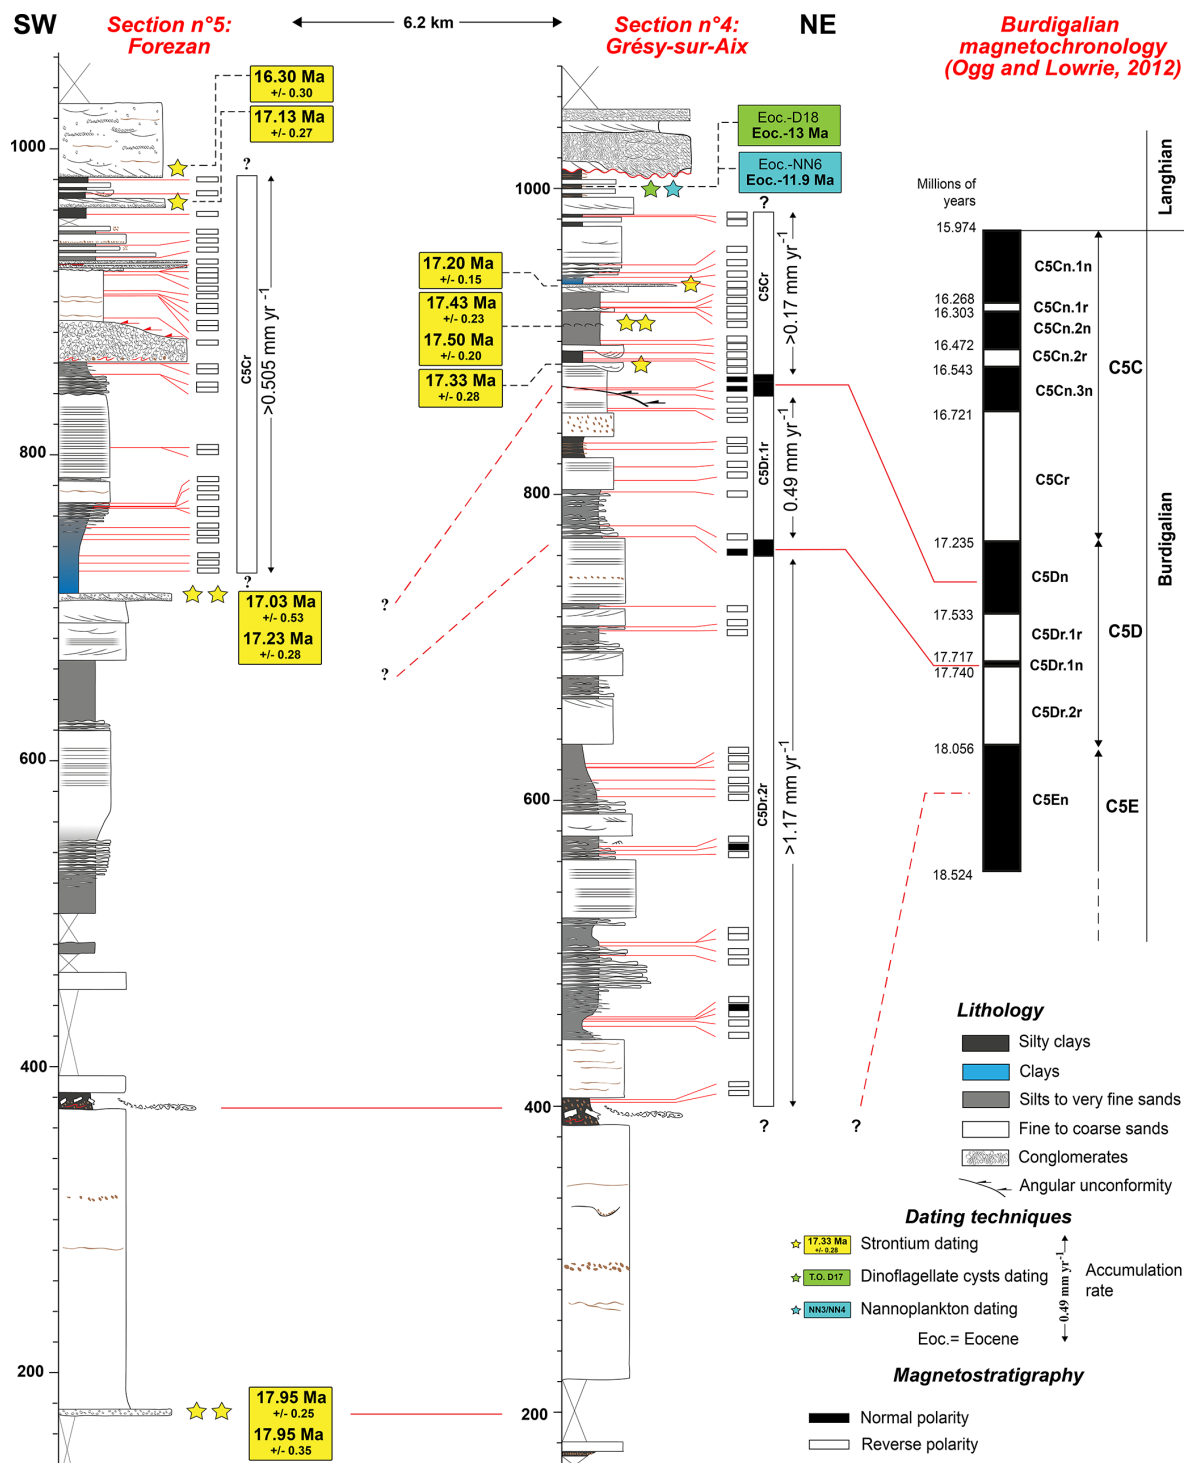 SW
Section n°5:
Forezan
6.2 km
Section n°4:
Grésy-sur-Aix
NE
Burdigalian
magnetochronology
(Ogg and Lowrie, 2012)
16.30 Ma
+/- 0.30
17.13 Ma
+/- 0.27
1000
?
C5Cr
>0.505 mm yr-1
800
?
17.03 Ma
+/- 0.53
17.23 Ma
+/- 0.28
600
400
200
17.95 Ma
+/- 0.25
17.95 Ma
+/- 0.35
Eoc.-D18
Eoc.-13 Ma
Eoc.-NN6
Eoc.-11.9 Ma
1000
?
17.20 Ma
+/- 0.15
17.43 Ma
+/- 0.23
17.50 Ma
+/- 0.20
17.33 Ma
+/- 0.28
C5Cr
>0.17 mm yr-1
C5Dr.1r
0.49 mm yr-1
800
?
?
C5Dr.2r
>1.17 mm yr-1
600
400
?
?
200
Millions of
years
15.974
16.268
16.303
16.472
16.543
16.721
17.235
17.533
17.717
17.740
18.056
18.524
C5Cn.1n
C5Cn.1r
C5Cn.2n
C5Cn.2r
C5Cn.3n
C5Cr
C5Dn
C5Dr.1r
C5Dr.1n
C5Dr.2r
C5En
C5C
C5D
C5E
Langhian
Burdigalian
Lithology
Silty clays
Clays
Silts to very fine sands
Fine to coarse sands
Conglomerates
Angular unconformity
Dating techniques
17.33 Ma
+/- 0.28
Strontium dating
T.O. D17
Dinoflagellate cysts dating
NN3/NN4
Nannoplankton dating
Eoc.= Eocene
0.49 mm yr-1
Accumulation
rate
Magnetostratigraphy
Normal polarity
Reverse polarity